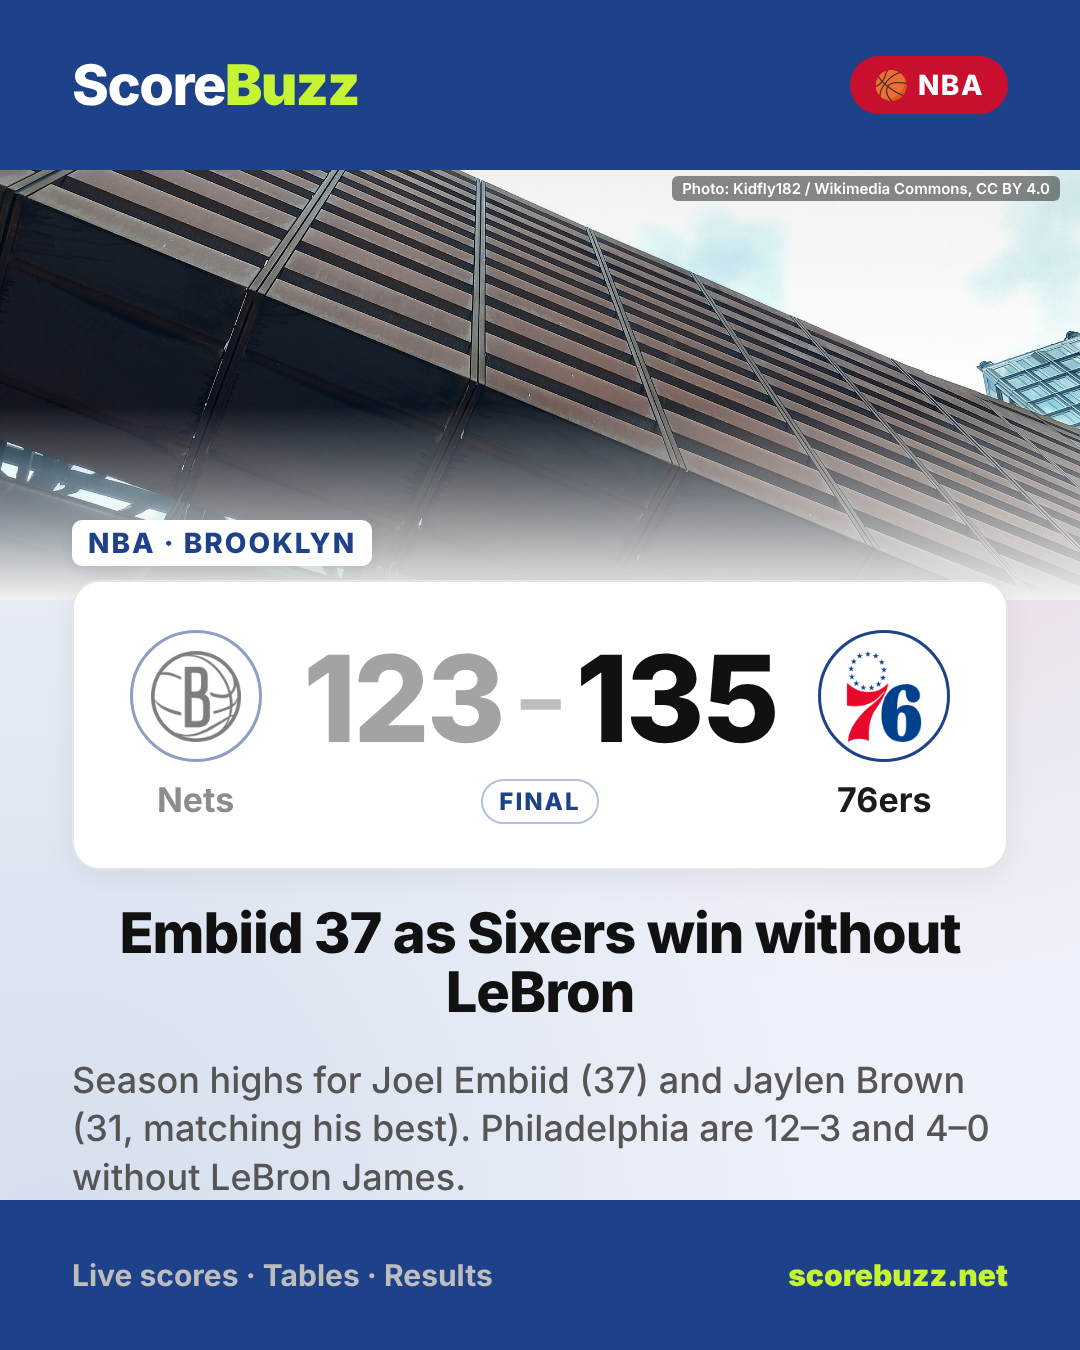 ScoreBuzz
🏀 NBA
Photo: Kidfly182 / Wikimedia Commons, CC BY 4.0
NBA · BROOKLYN
B
123 - 135
76
Nets
FINAL
76ers
Embiid 37 as Sixers win without
LeBron
Season highs for Joel Embiid (37) and Jaylen Brown
(31, matching his best). Philadelphia are 12–3 and 4–0
without LeBron James.
Live scores · Tables · Results
scorebuzz.net